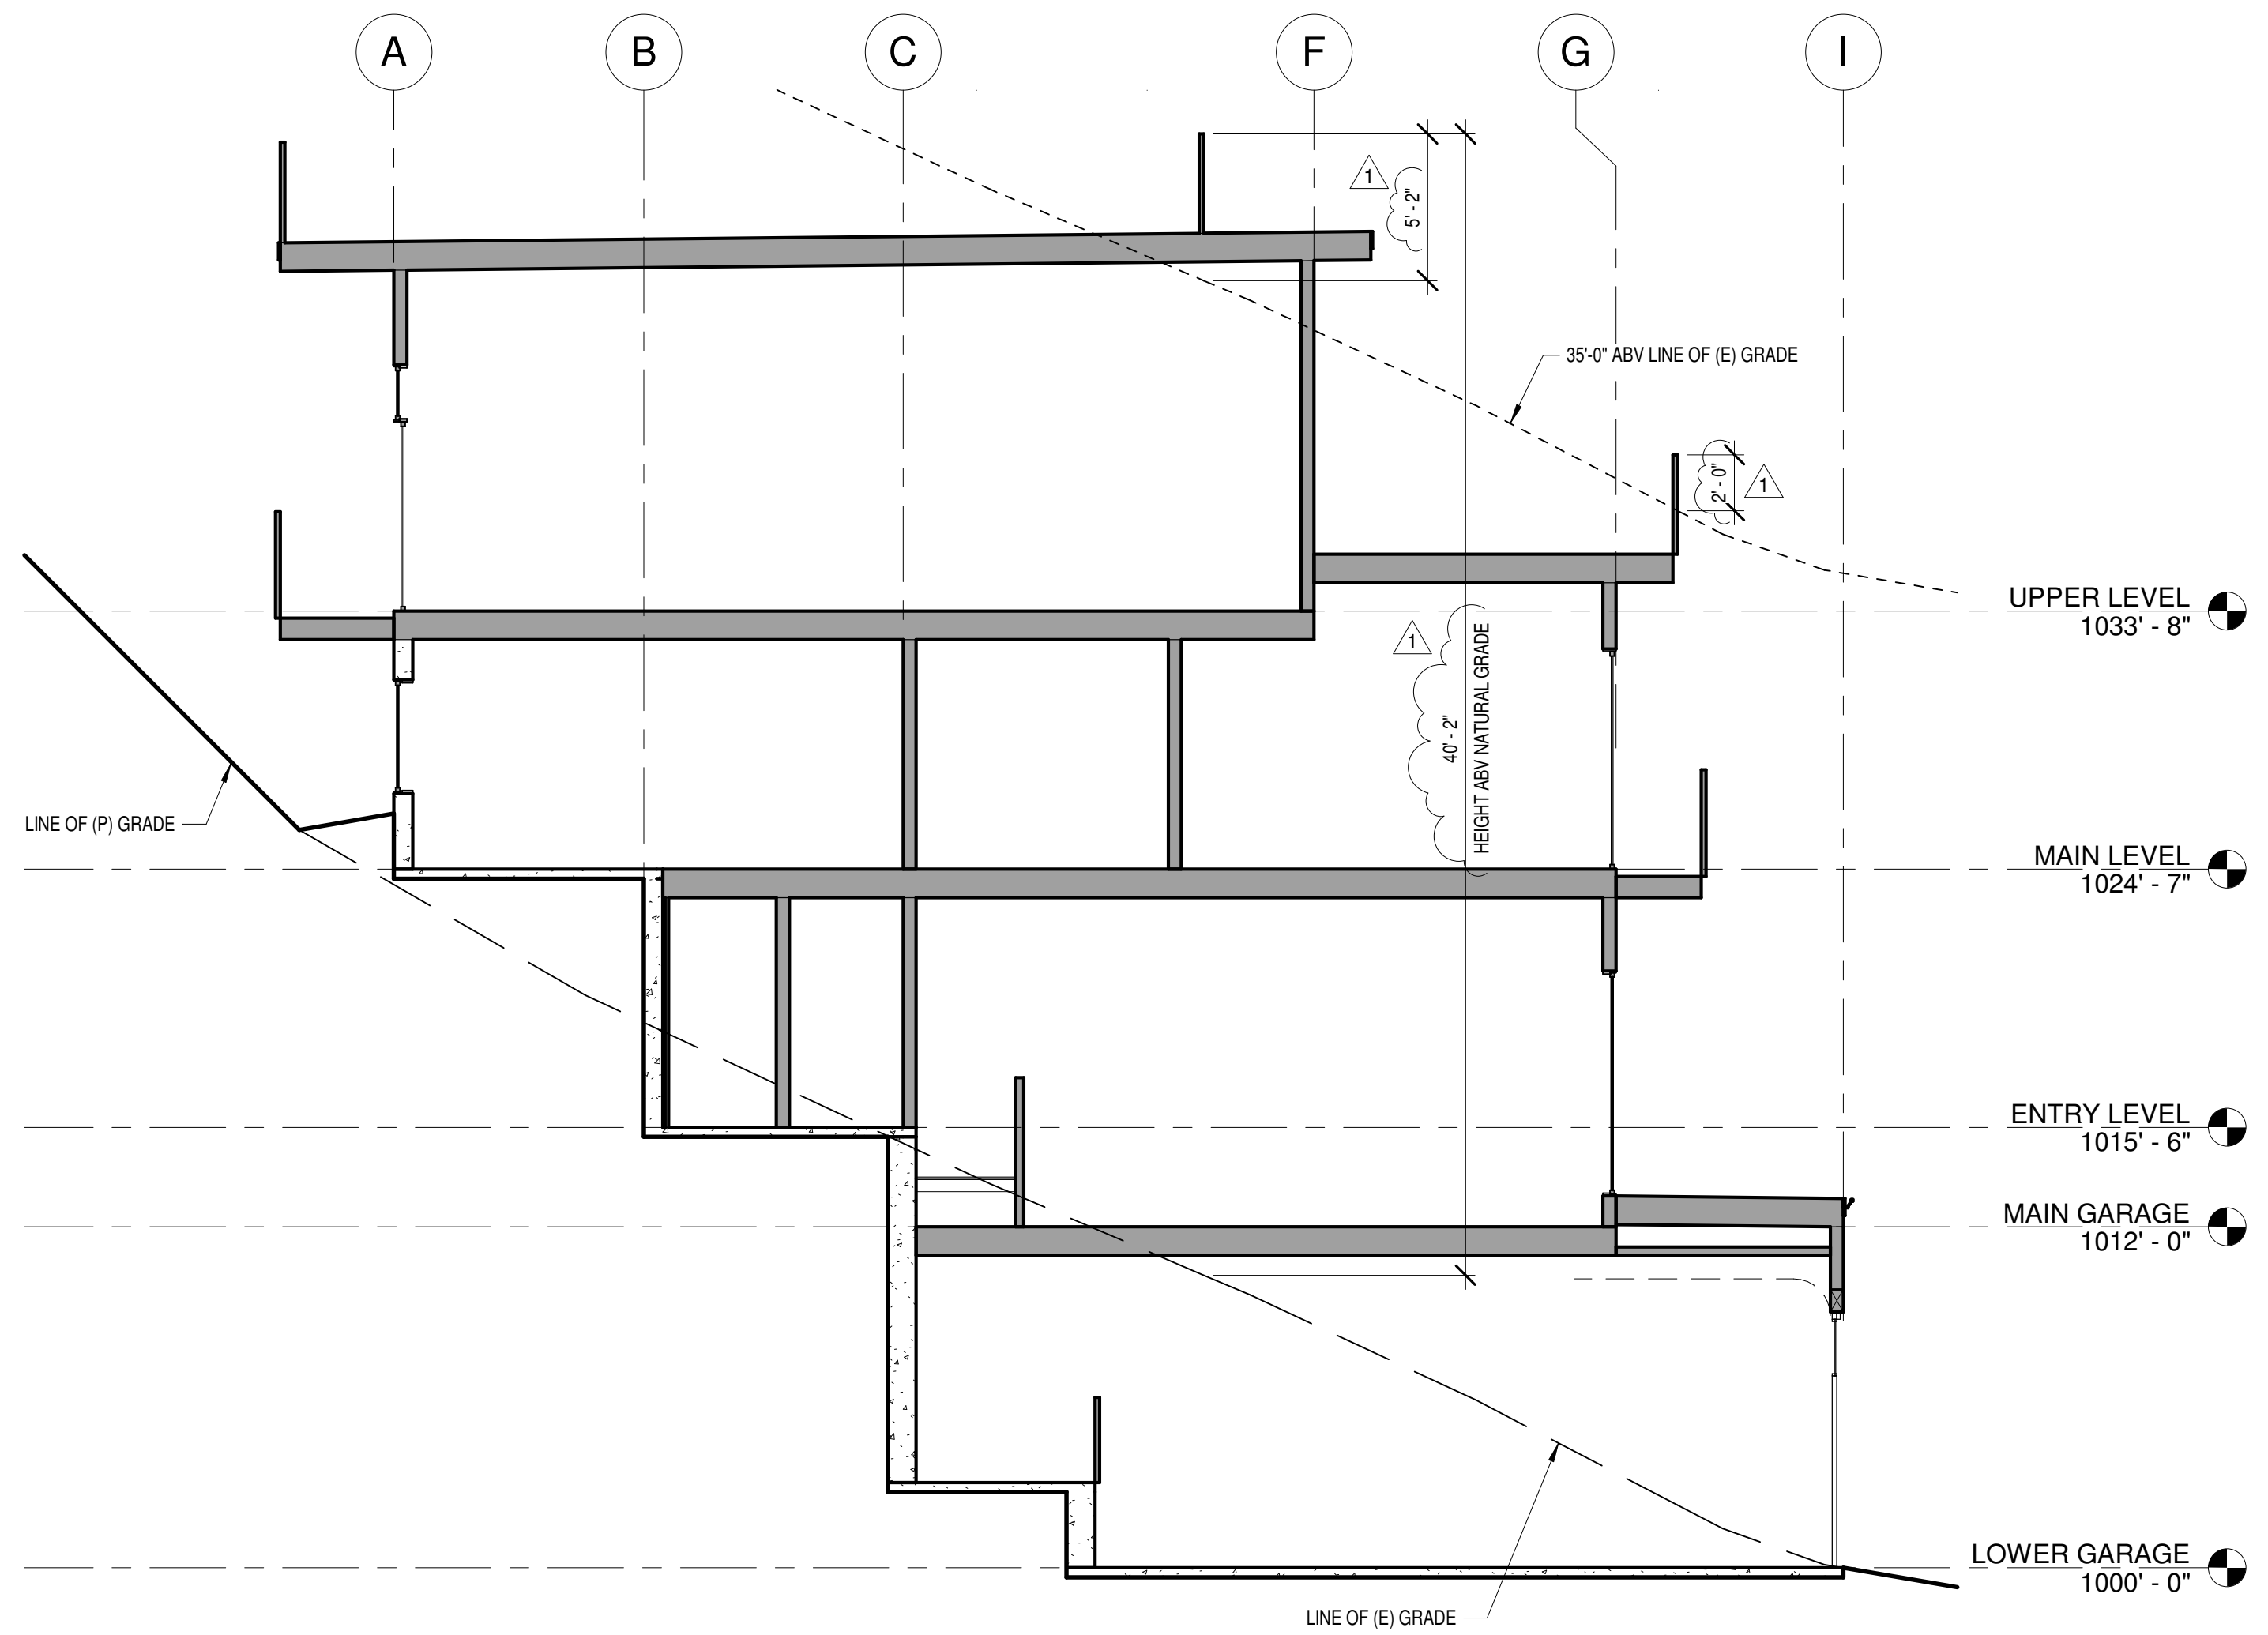 A
B
C
F
G
I
1
5' - 2"
35'-0" ABV LINE OF (E) GRADE
2' - 0"
1
UPPER LEVEL
1033' - 8"
1
40' - 2"
HEIGHT ABV NATURAL GRADE
LINE OF (P) GRADE
MAIN LEVEL
1024' - 7"
ENTRY LEVEL
1015' - 6"
MAIN GARAGE
1012' - 0"
LOWER GARAGE
1000' - 0"
LINE OF (E) GRADE